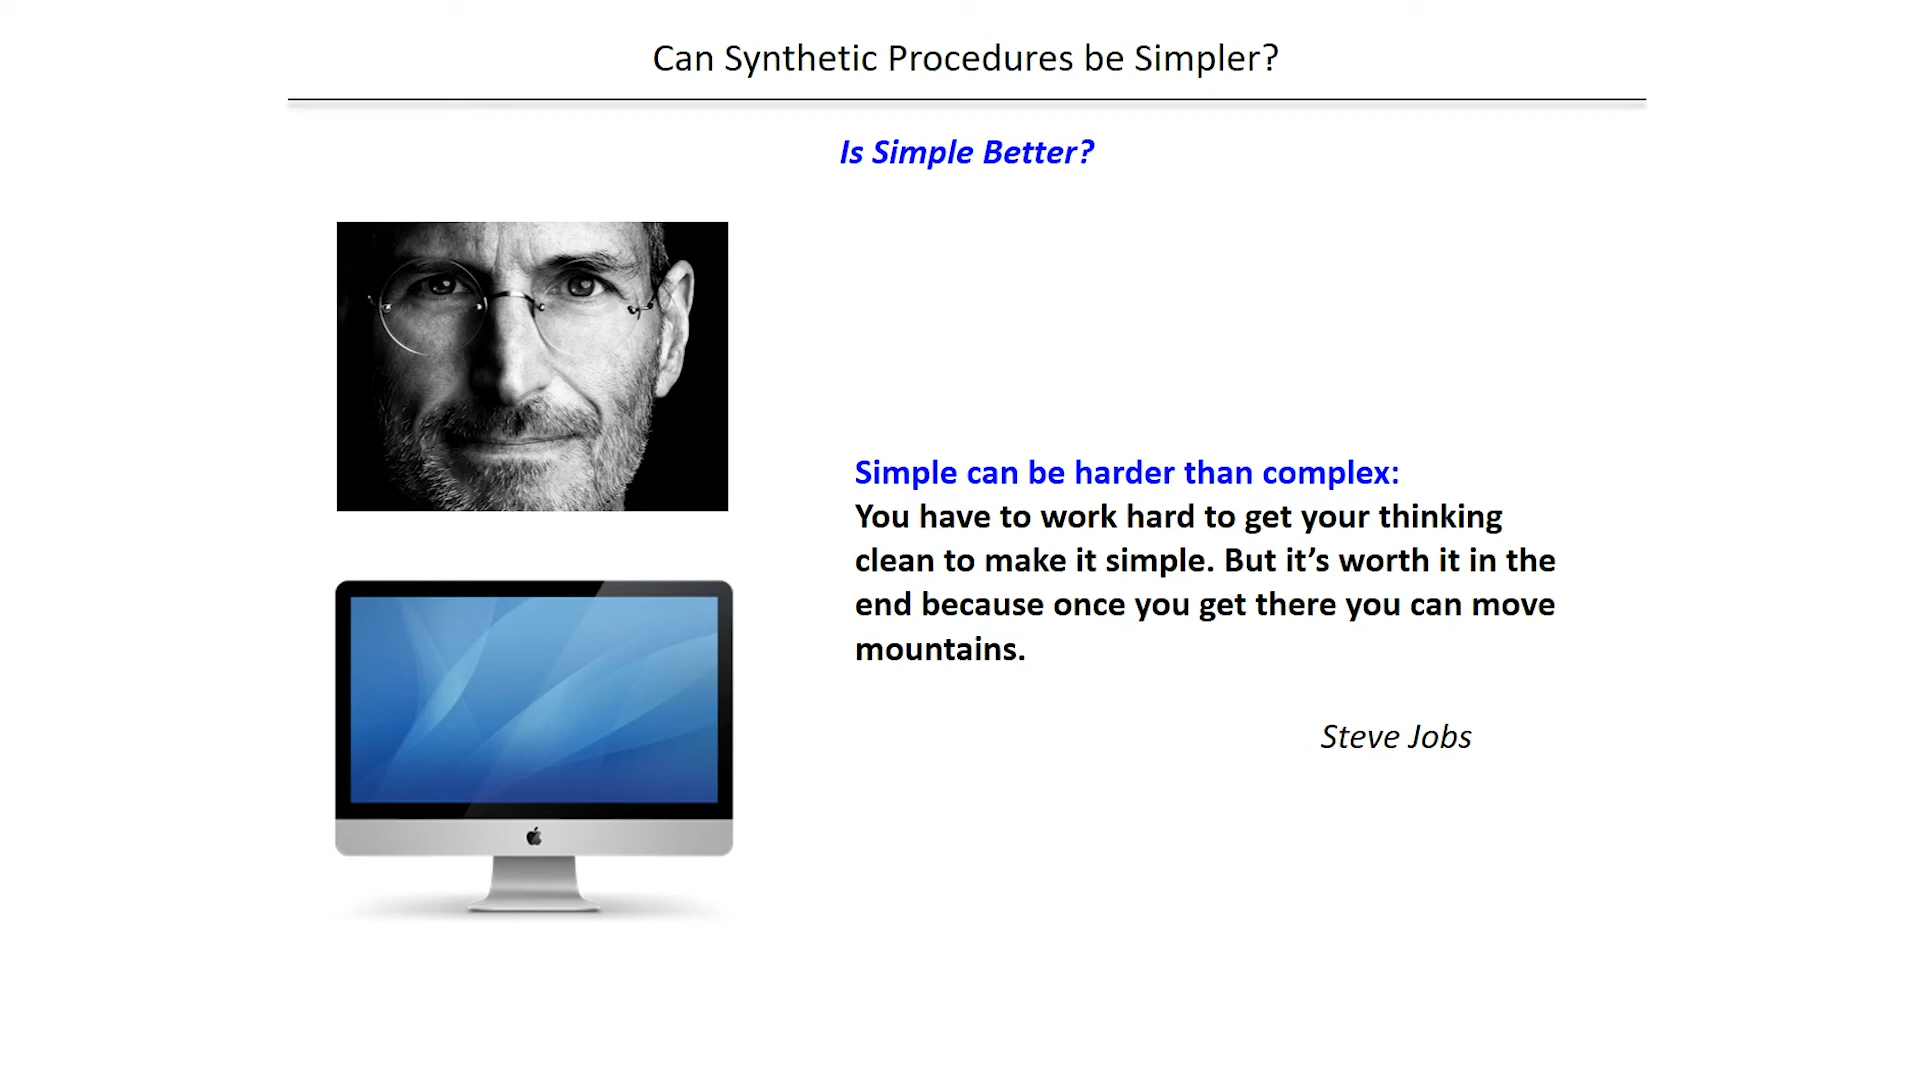 Can Synthetic Procedures be Simpler?
Is Simple Better?
Simple can be harder than complex:
You have to work hard to get your thinking
clean to make it simple. But it’s worth it in the
end because once you get there you can move
mountains.
Steve Jobs